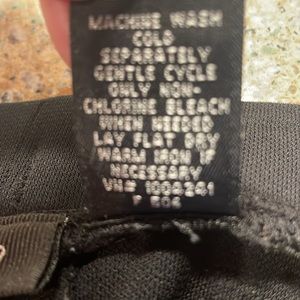 MACHINE WASH
COLD
SEPARATELY
GENTLE CYCLE
ONLY NON-
CHLORINE BLEACH
WHEN NEEDED
LAY FLAT DRY
WARM IRON IF
NECESSARY